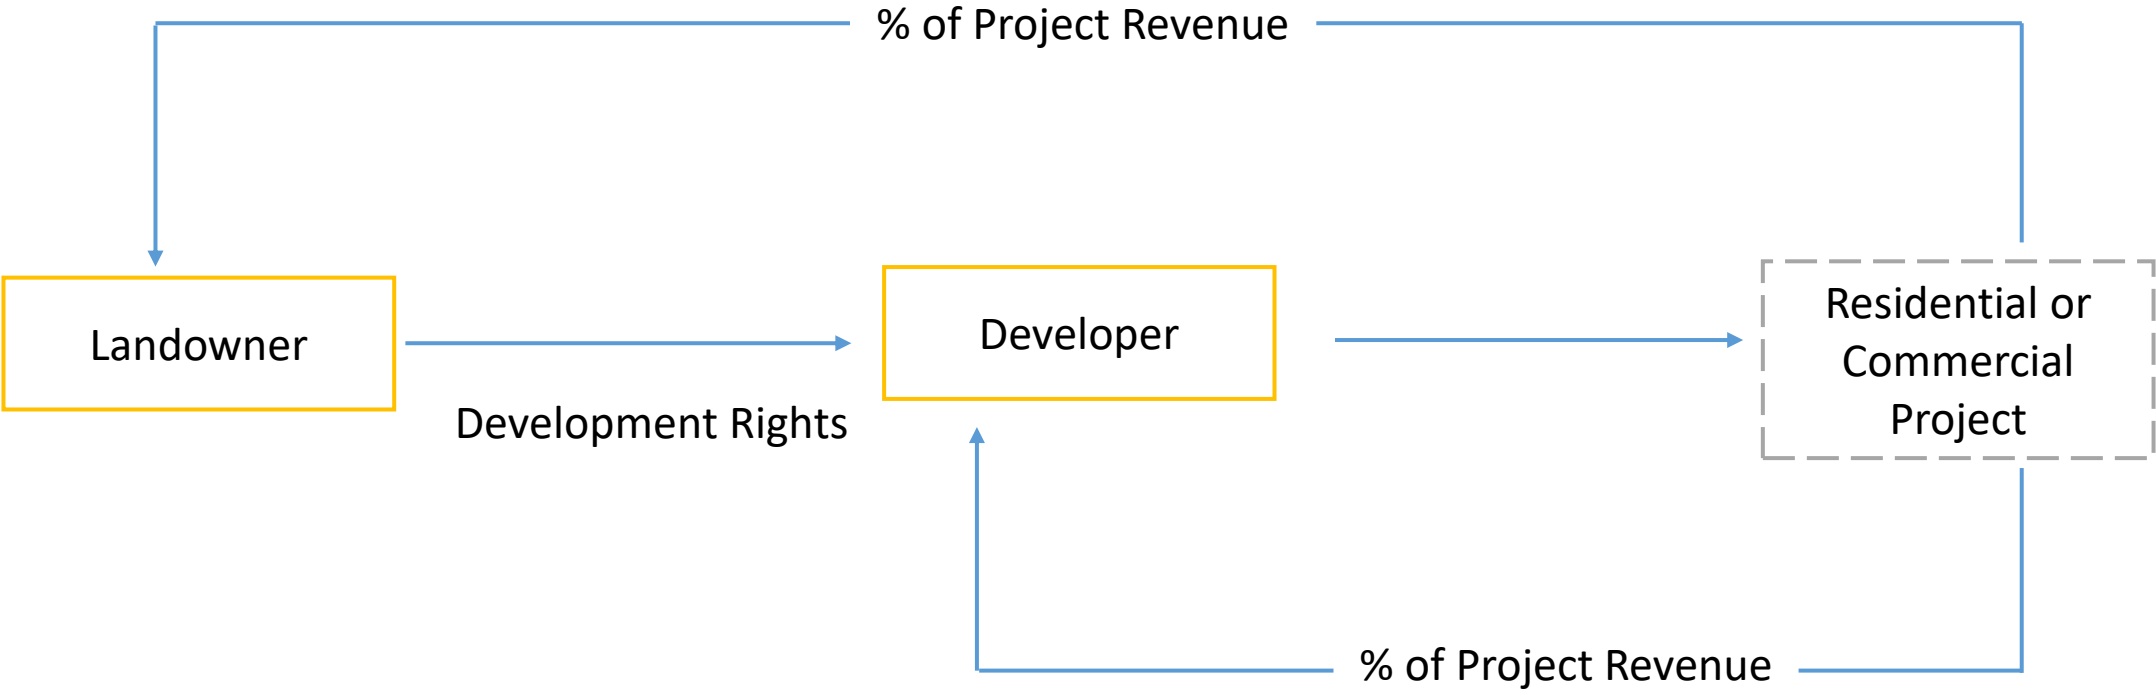 % of Project Revenue
Landowner
Development Rights
Developer
Residential or
Commercial
Project
% of Project Revenue